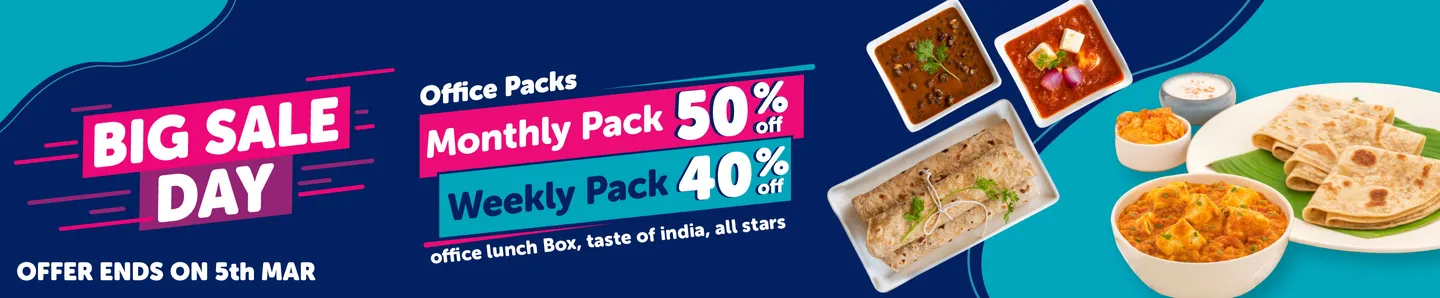 BIG SALE
DAY
OFFER ENDS ON 5th MAR
Office Packs
Monthly Pack 50% off
Weekly Pack 40% off
office lunch Box, taste of india, all stars